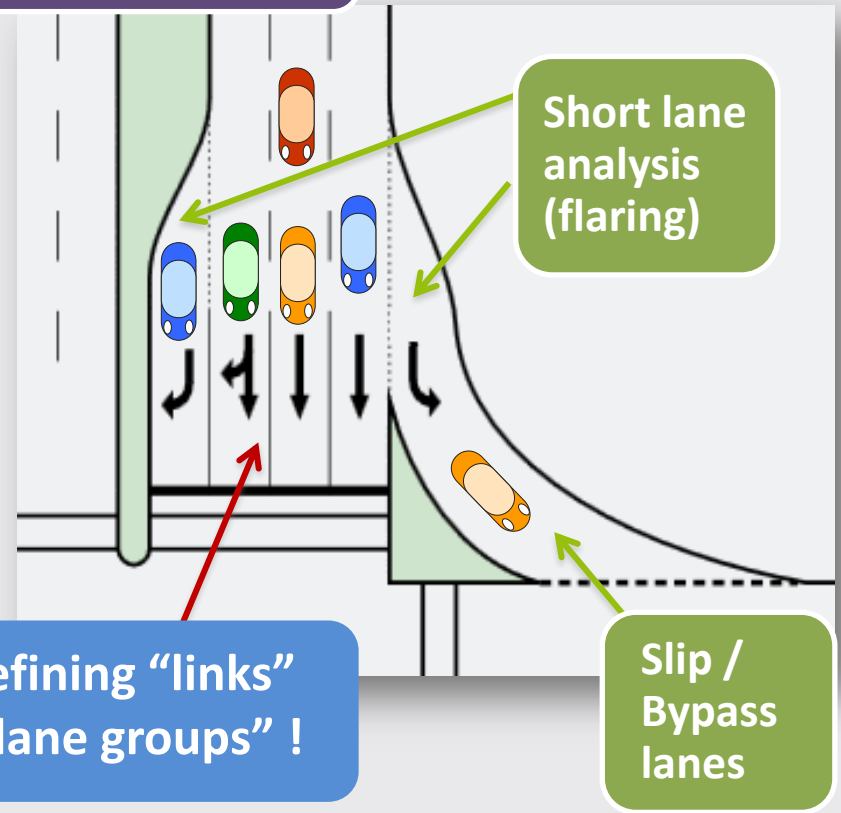 Short lane
analysis
(flaring)
efining “links”
lane groups” !
Slip /
Bypass
lanes